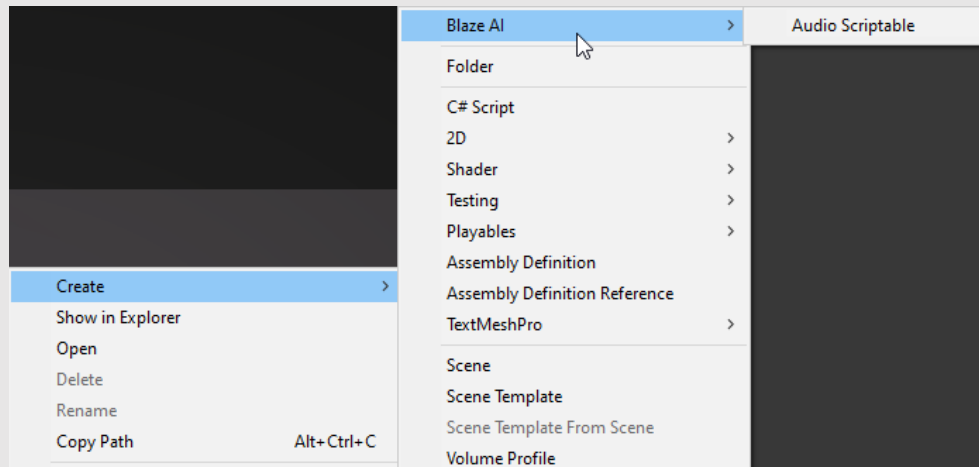 Blaze AI
Audio Scriptable
Folder
C# Script
2D
Shader
Testing
Playables
Assembly Definition
Assembly Definition Reference
TextMeshPro
Scene
Scene Template
Scene Template From Scene
Volume Profile
Create
Show in Explorer
Open
Delete
Rename
Copy Path Alt+Ctrl+C